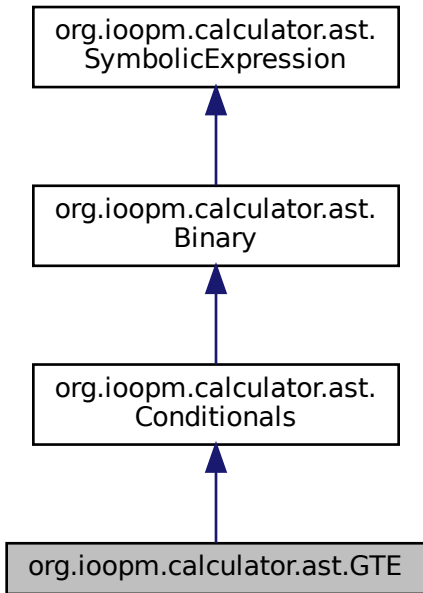 org.ioopm.calculator.ast.
SymbolicExpression
org.ioopm.calculator.ast.
Binary
org.ioopm.calculator.ast.
Conditionals
org.ioopm.calculator.ast.GTE